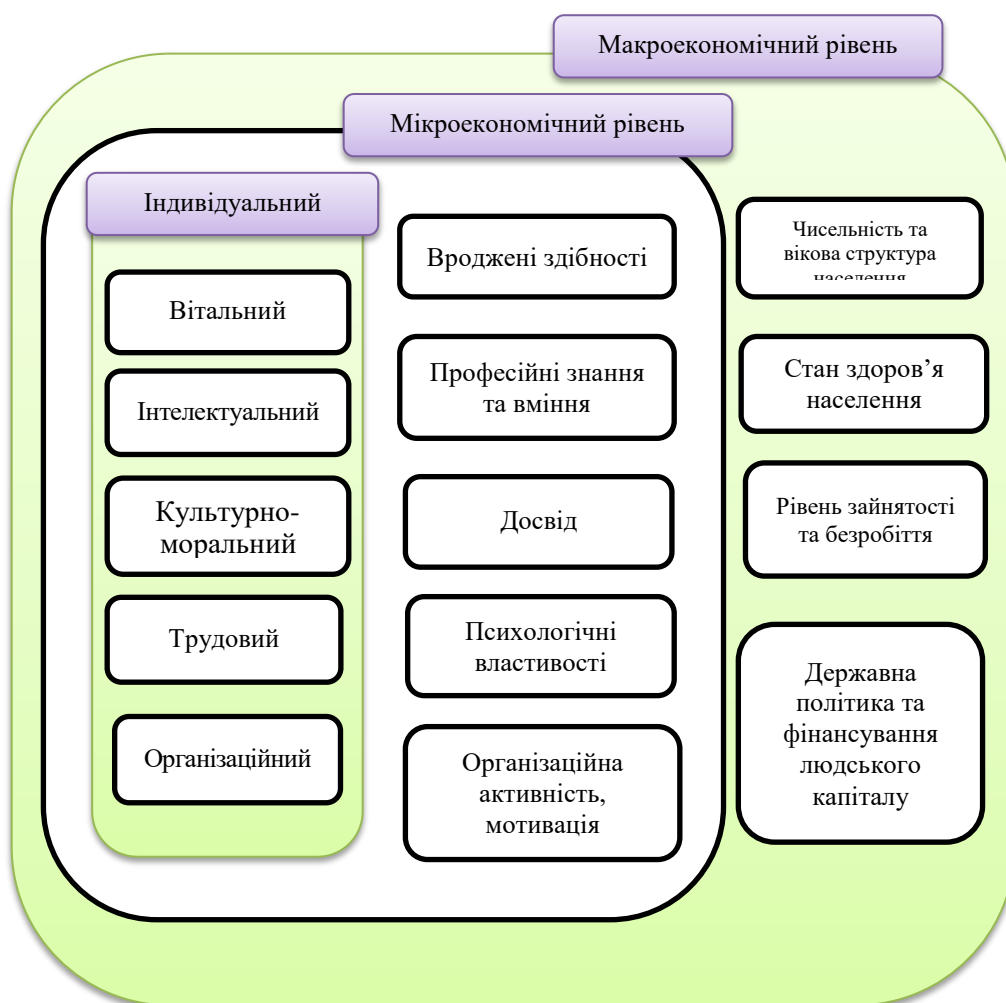 Макроекономічний рівень
Мікроекономічний рівень
Індивідуальний
Вітальний
Інтелектуальний
Культурно-
моральний
Трудовий
Організаційний
Вроджені здібності
Професійні знання
та вміння
Досвід
Психологічні
властивості
Організаційна
активність,
мотивація
Чисельність та
вікова структура
населення
Стан здоров’я
населення
Рівень зайнятості
та безробіття
Державна
політика та
фінансування
людського
капіталу